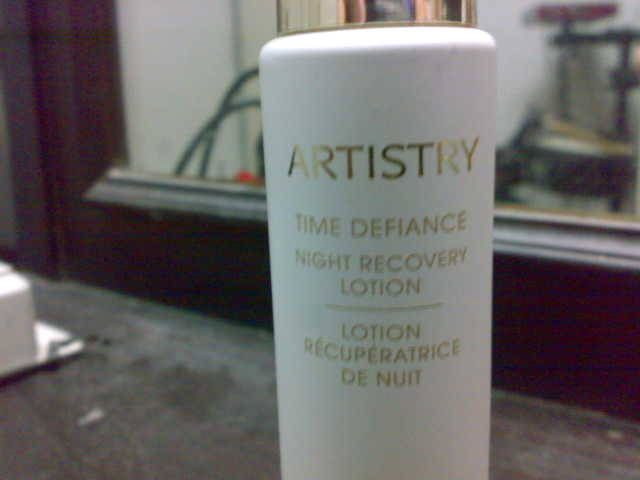 ARTISTRY
TIME DEFIANCE
NIGHT RECOVERY
LOTION
LOTION
RÉCUPÉRATRICE
DE NUIT